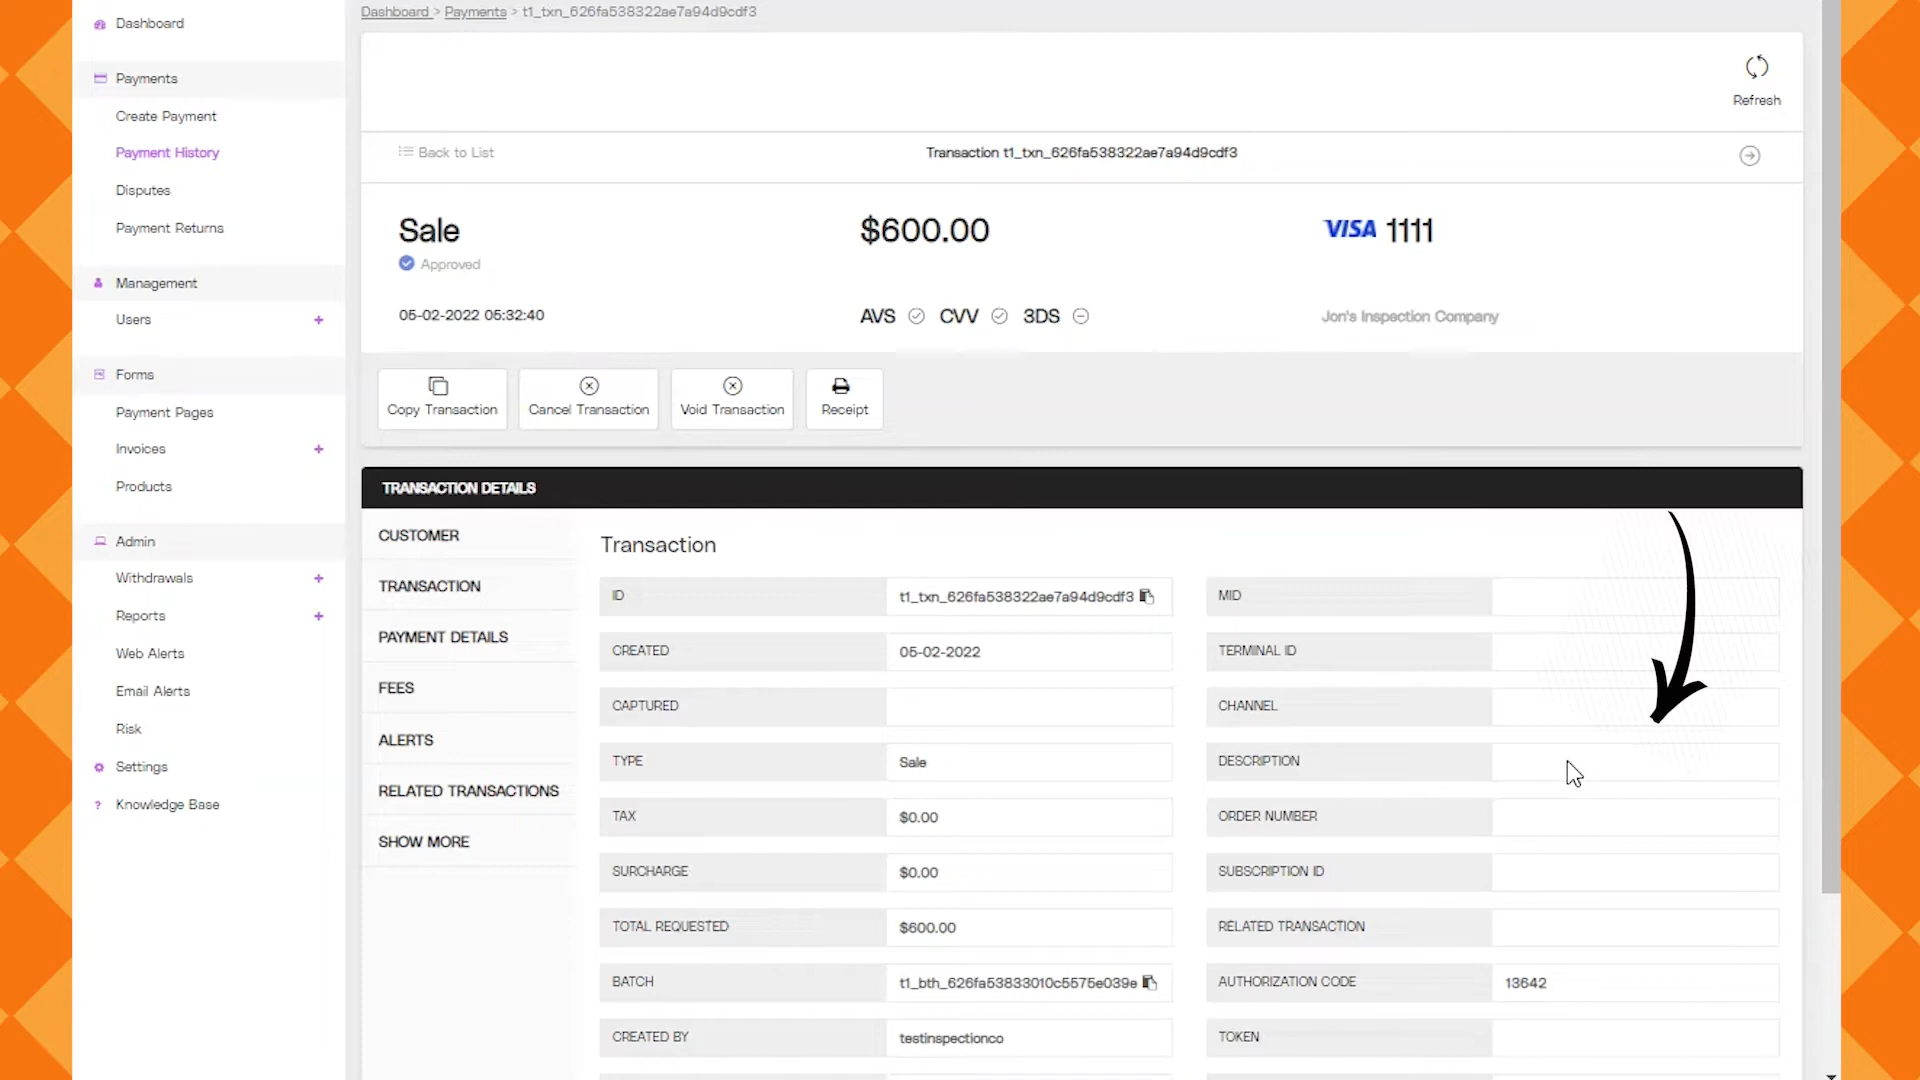 Dashboard > Payments > t1_txn_626fa538322ae7a94d9cdf3
Dashboard
Payments
Create Payment
Payment History
Disputes
Payment Returns
Management
Users +
Forms
Payment Pages
Invoices +
Products
Admin
Withdrawals +
Reports +
Web Alerts
Email Alerts
Risk
Settings
? Knowledge Base
Refresh
Back to List
Transaction t1_txn_626fa538322ae7a94d9cdf3
Sale
Approved
05-02-2022 05:32:40
$600.00
AVS CVV 3DS
VISA 1111
Jon's Inspection Company
Copy Transaction
Cancel Transaction
Void Transaction
Receipt
TRANSACTION DETAILS
CUSTOMER
TRANSACTION
PAYMENT DETAILS
FEES
ALERTS
RELATED TRANSACTIONS
SHOW MORE
Transaction
ID t1_txn_626fa538322ae7a94d9cdf3
CREATED 05-02-2022
CAPTURED
TYPE Sale
TAX $0.00
SURCHARGE $0.00
TOTAL REQUESTED $600.00
BATCH t1_bth_626fa53833010c5575e039e
CREATED BY testinspectionco
MID
TERMINAL ID
CHANNEL
DESCRIPTION
ORDER NUMBER
SUBSCRIPTION ID
RELATED TRANSACTION
AUTHORIZATION CODE 13642
TOKEN